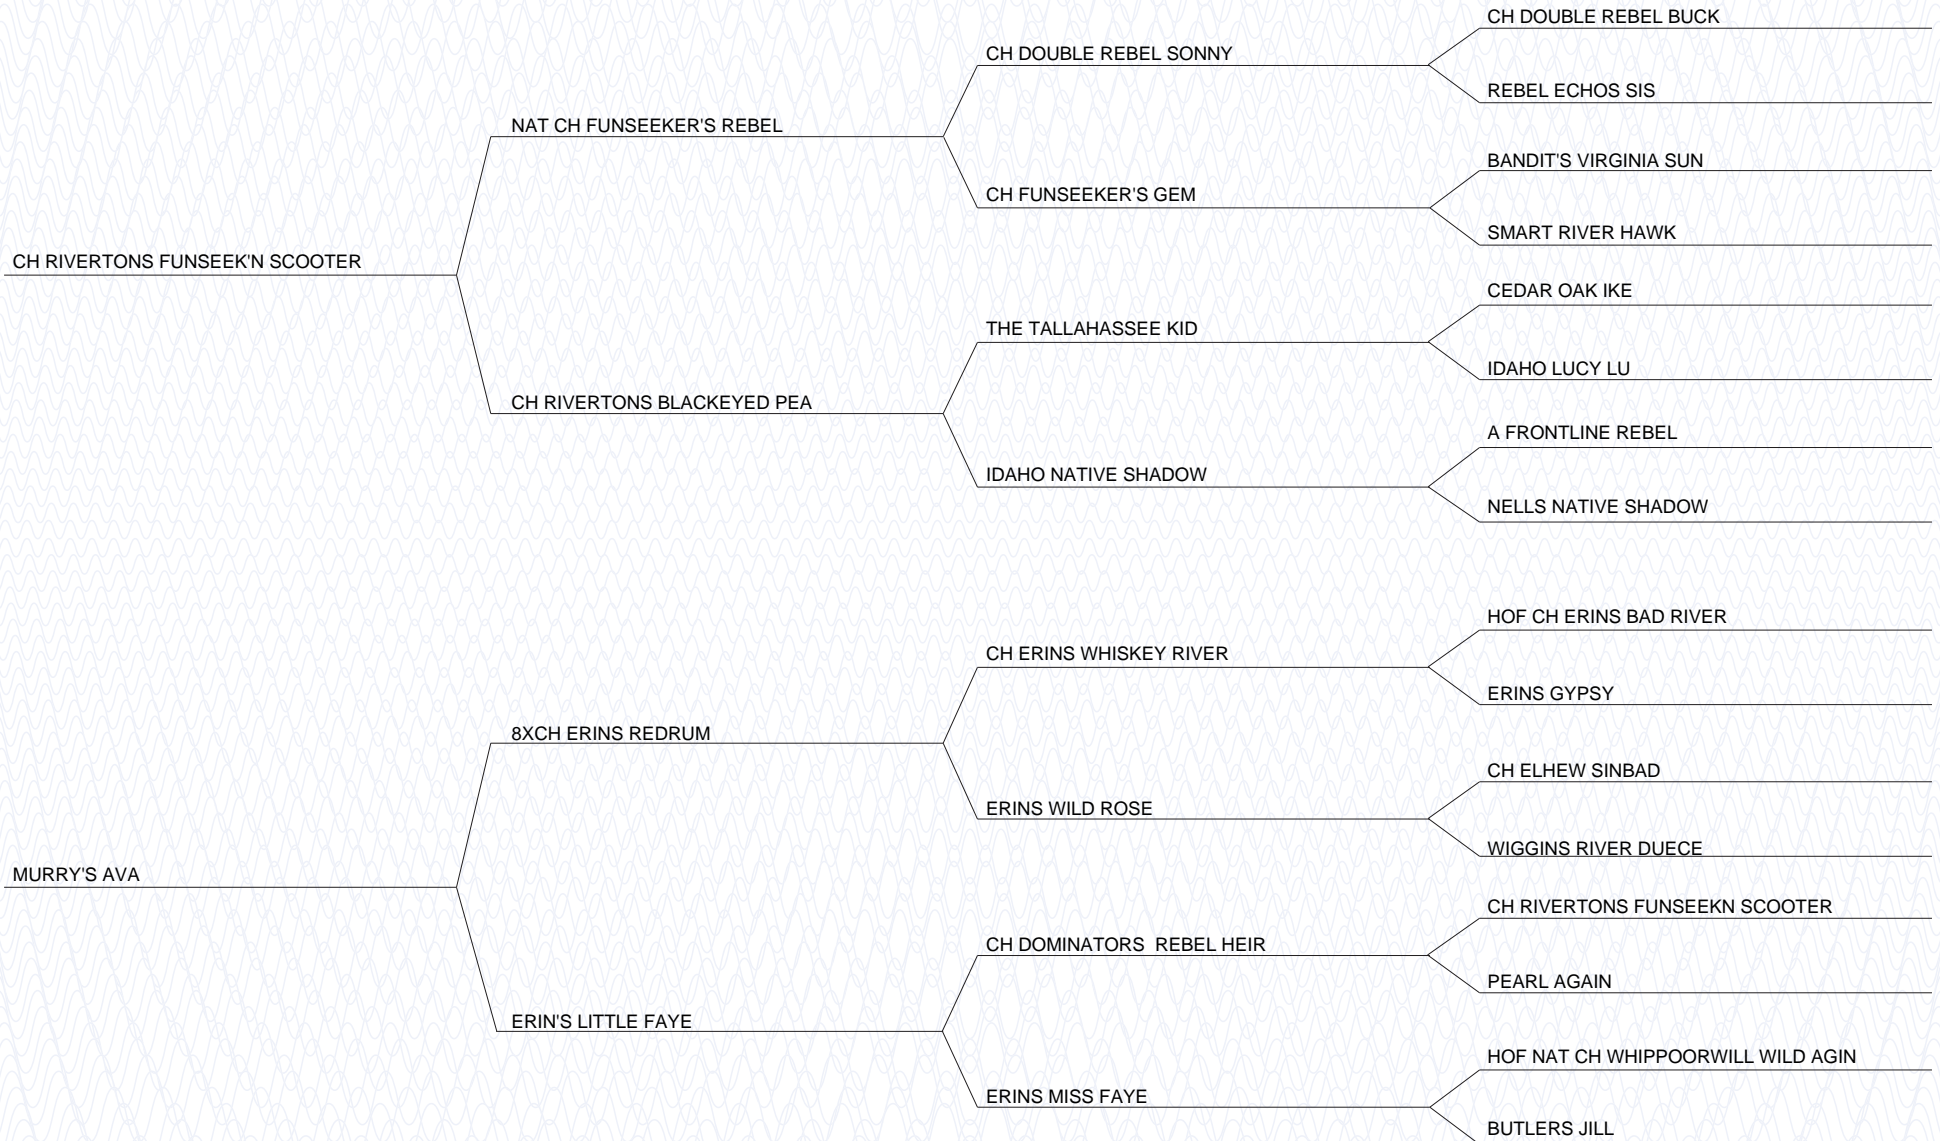 CH DOUBLE REBEL BUCK
CH DOUBLE REBEL SONNY
REBEL ECHOS SIS
NAT CH FUNSEEKER'S REBEL
BANDIT'S VIRGINIA SUN
CH FUNSEEKER'S GEM
SMART RIVER HAWK
CH RIVERTONS FUNSEEK'N SCOOTER
CEDAR OAK IKE
THE TALLAHASSEE KID
IDAHO LUCY LU
CH RIVERTONS BLACKEYED PEA
A FRONTLINE REBEL
IDAHO NATIVE SHADOW
NELLS NATIVE SHADOW
HOF CH ERINS BAD RIVER
CH ERINS WHISKEY RIVER
ERINS GYPSY
8XCH ERINS REDRUM
CH ELHEW SINBAD
ERINS WILD ROSE
WIGGINS RIVER DUECE
MURRY'S AVA
CH RIVERTONS FUNSEEKN SCOOTER
CH DOMINATORS  REBEL HEIR
PEARL AGAIN
ERIN'S LITTLE FAYE
HOF NAT CH WHIPPOORWILL WILD AGIN
ERINS MISS FAYE
BUTLERS JILL